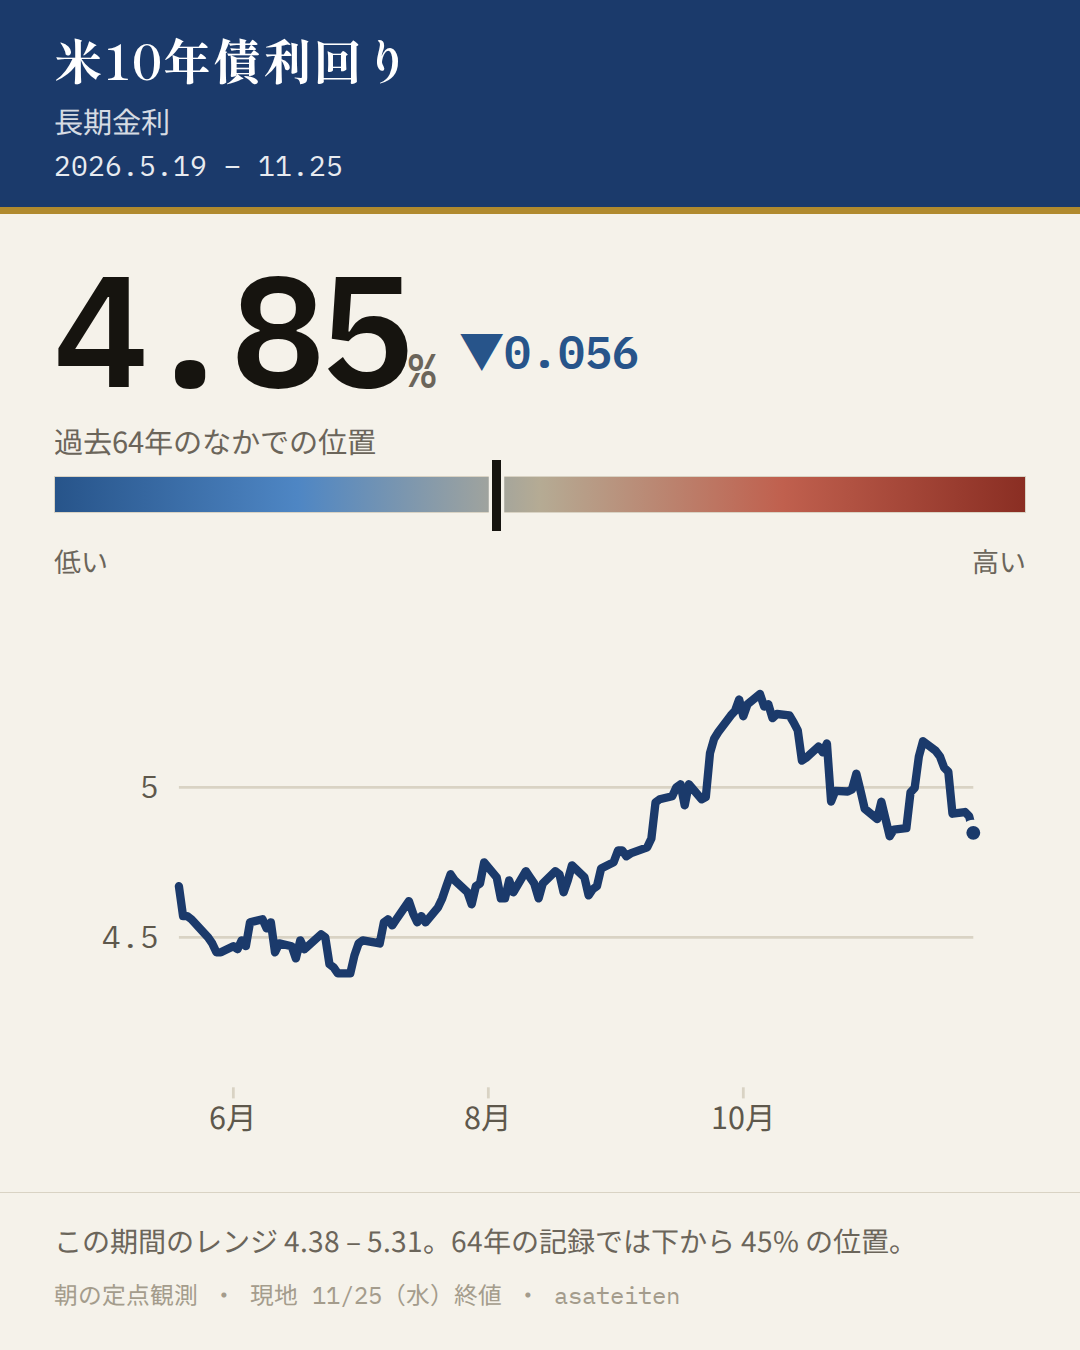 米10年債利回り
長期金利
2026.5.19 – 11.25
4.85% ▼0.056
過去64年のなかでの位置
低い 高い
5
4.5
6月 8月 10月
この期間のレンジ 4.38 – 5.31。64年の記録では下から 45% の位置。
朝の定点観測 ・ 現地 11/25（水）終値 ・ asateiten